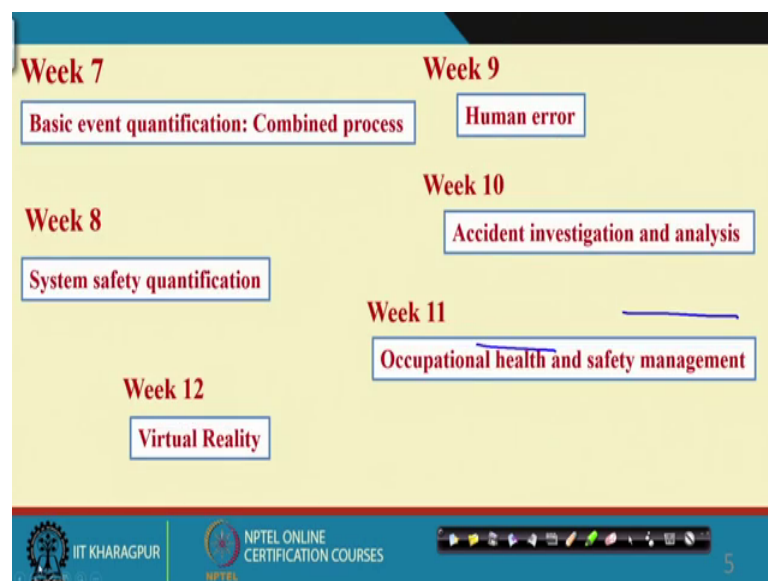 Week 7
Basic event quantification: Combined process
Week 8
System safety quantification
Week 9
Human error
Week 10
Accident investigation and analysis
Week 11
Occupational health and safety management
Week 12
Virtual Reality
IIT KHARAGPUR
NPTEL ONLINE
CERTIFICATION COURSES
NPTEL
5